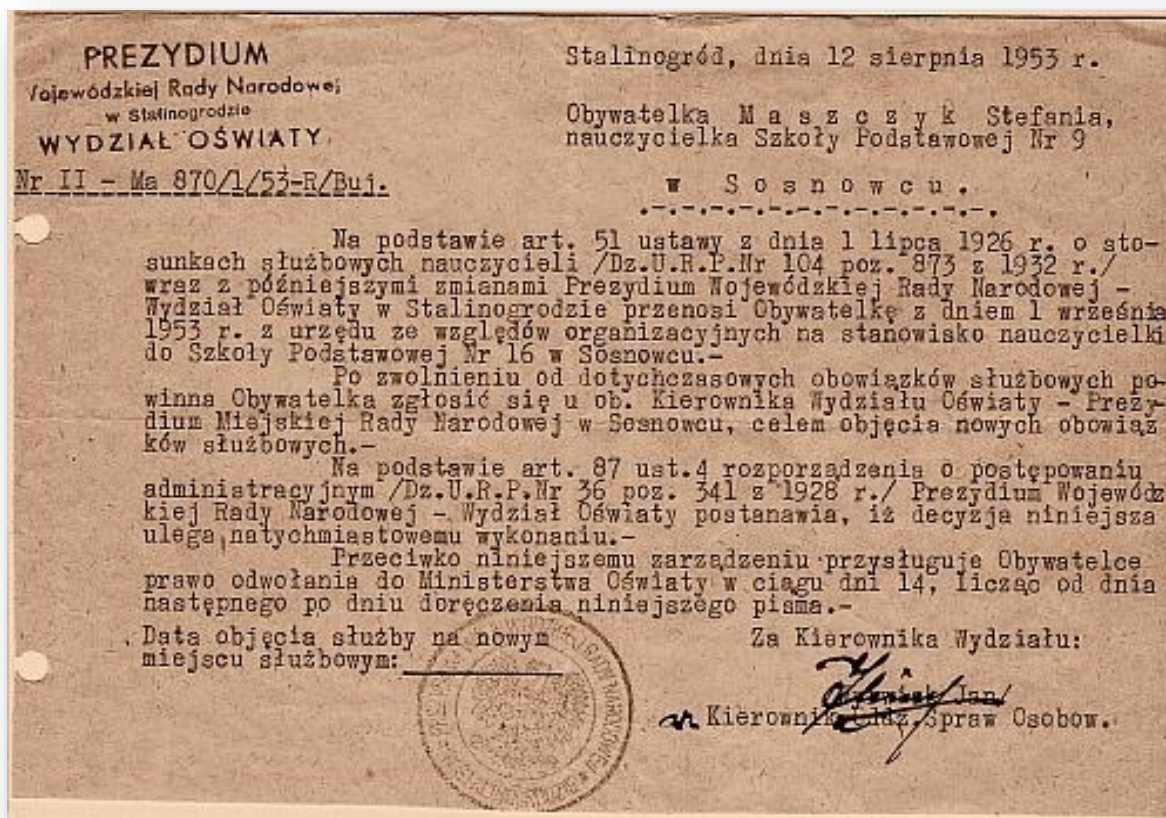 PREZYDIUM
Wojewódzkiej Rady Narodowej
w Stalinogrodzie
WYDZIAŁ OŚWIATY
Nr II - Ma 870/1/53-R/Buj.
Stalinogród, dnia 12 sierpnia 1953 r.
Obywatelka M a s z c z y k Stefania,
nauczycielka Szkoły Podstawowej Nr 9
w S o s n o w c u .
Na podstawie art. 51 ustawy z dnia 1 lipca 1926 r. o sto-
sunkach służbowych nauczycieli /Dz.U.R.P.Nr 104 poz. 873 z 1932 r./
wraz z późniejszymi zmianami Prezydium Wojewódzkiej Rady Narodowej -
Wydział Oświaty w Stalinogrodzie przenosi Obywatelkę z dniem 1 września
1953 r. z urzędu ze względów organizacyjnych na stanowisko nauczycielki
do Szkoły Podstawowej Nr 16 w Sosnowcu.-
Po zwolnieniu od dotychczasowych obowiązków służbowych po-
winna Obywatelka zgłosić się u ob. Kierownika Wydziału Oświaty - Prezy-
dium Miejskiej Rady Narodowej w Sosnowcu, celem objęcia nowych obowiąz
ków służbowych.-
Na podstawie art. 87 ust.4 rozporządzenia o postępowaniu
administracyjnym /Dz.U.R.P.Nr 36 poz. 341 z 1928 r./ Prezydium Wojewódz
kiej Rady Narodowej - Wydział Oświaty postanawia, iż decyzja niniejsza
ulega natychmiastowemu wykonaniu.-
Przeciwko niniejszemu zarządzeniu przysługuje Obywatelce
prawo odwołania do Ministerstwa Oświaty w ciągu dni 14, licząc od dnia
następnego po dniu doręczenia niniejszego pisma.-
Data objęcia służby na nowym
miejscu służbowym:
Za Kierownika Wydziału:
Jan/
Kierownik Spraw Osobow.
RADY NARODOWEJ